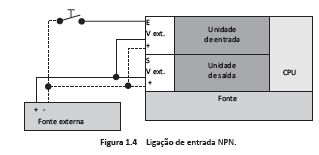 E
V ext.
+
Unidade
de entrada
S
V ext.
+
Unidade
de saída
CPU
Fonte
+ -
Fonte externa
Figura 1.4 Ligação de entrada NPN.